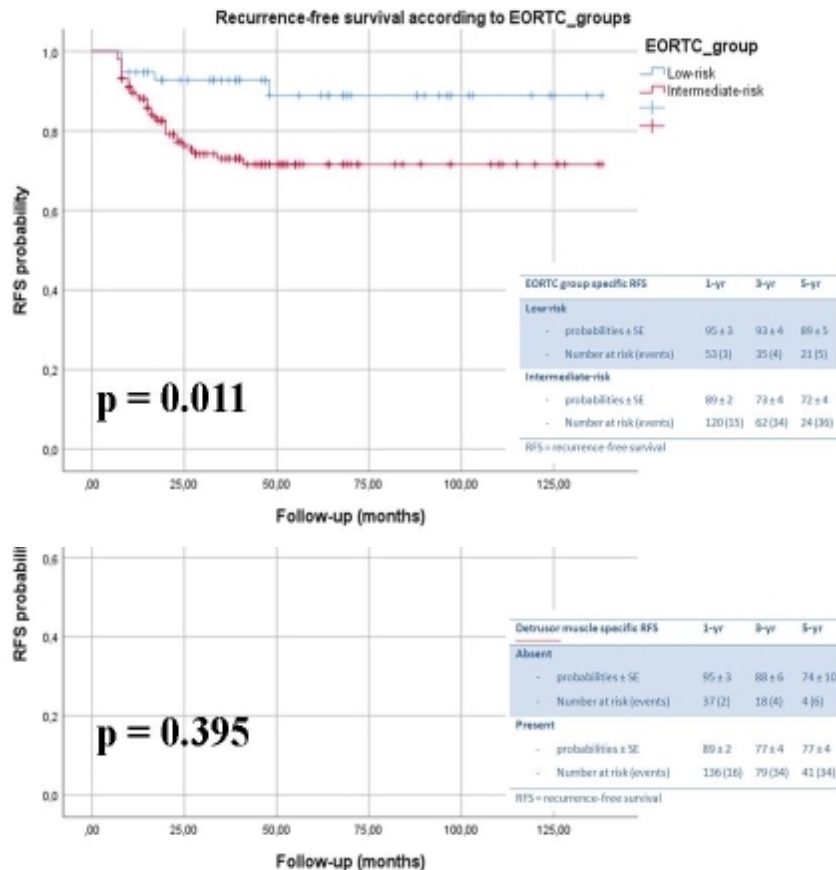 Recurrence-free survival according to EORTC_groups
EORTC_group
Low-risk
Intermediate-risk
1,0
0,8
0,6
0,4
0,2
0,0
RFS probability
p = 0.011
EORTC group specific RFS 1-yr 3-yr 5-yr
Low-risk
- probabilities ± SE 95 ± 3 93 ± 4 89 ± 5
- Number at risk (events) 53 (3) 35 (4) 21 (5)
Intermediate-risk
- probabilities ± SE 89 ± 2 73 ± 4 72 ± 4
- Number at risk (events) 120 (15) 62 (34) 24 (36)
RFS = recurrence-free survival
,00 25,00 50,00 75,00 100,00 125,00
Follow-up (months)
0,6
0,4
0,2
0,0
RFS probabili
p = 0.395
Detrusor muscle specific RFS 1-yr 3-yr 5-yr
Absent
- probabilities ± SE 95 ± 3 88 ± 6 74 ± 10
- Number at risk (events) 37 (2) 18 (4) 4 (6)
Present
- probabilities ± SE 89 ± 2 77 ± 4 77 ± 4
- Number at risk (events) 136 (16) 79 (34) 41 (34)
RFS = recurrence-free survival
,00 25,00 50,00 75,00 100,00 125,00
Follow-up (months)